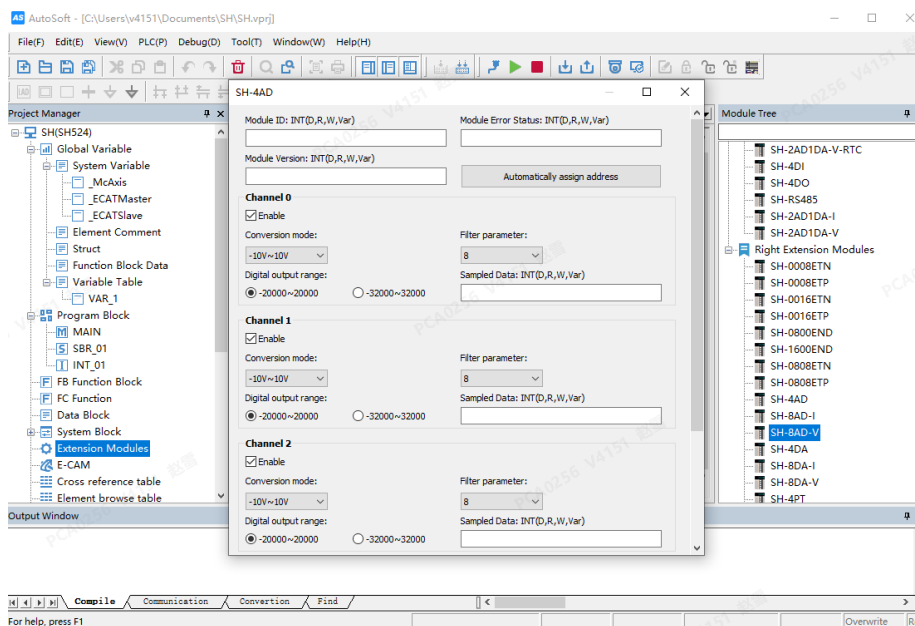 AS AutoSoft - [C:\Users\v4151\Documents\SH\SH.vprj]
File(F) Edit(E) View(V) PLC(P) Debug(D) Tool(T) Window(W) Help(H)
Project Manager
SH(SH524)
Global Variable
System Variable
_McAxis
_ECATMaster
_ECATSlave
Element Comment
Struct
Function Block Data
Variable Table
VAR_1
Program Block
MAIN
SBR_01
INT_01
FB Function Block
FC Function
Data Block
System Block
Extension Modules
E-CAM
Cross reference table
Element browse table
SH-4AD
Module ID: INT(D,R,W,Var) Module Error Status: INT(D,R,W,Var)
Module Version: INT(D,R,W,Var)
Automatically assign address
Channel 0
Enable
Conversion mode: Filter parameter:
-10V~10V 8
Digital output range: Sampled Data: INT(D,R,W,Var)
-20000~20000 -32000~32000
Channel 1
Enable
Conversion mode: Filter parameter:
-10V~10V 8
Digital output range: Sampled Data: INT(D,R,W,Var)
-20000~20000 -32000~32000
Channel 2
Enable
Conversion mode: Filter parameter:
-10V~10V 8
Digital output range: Sampled Data: INT(D,R,W,Var)
-20000~20000 -32000~32000
Module Tree
SH-2AD1DA-V-RTC
SH-4DI
SH-4DO
SH-RS485
SH-2AD1DA-I
SH-2AD1DA-V
Right Extension Modules
SH-0008ETN
SH-0008ETP
SH-0016ETN
SH-0016ETP
SH-0800END
SH-1600END
SH-0808ETN
SH-0808ETP
SH-4AD
SH-8AD-I
SH-8AD-V
SH-4DA
SH-8DA-I
SH-8DA-V
SH-4PT
Output Window
Compile Communication Convertion Find
For help, press F1
Overwrite
PCA0256 V4151 赵雷